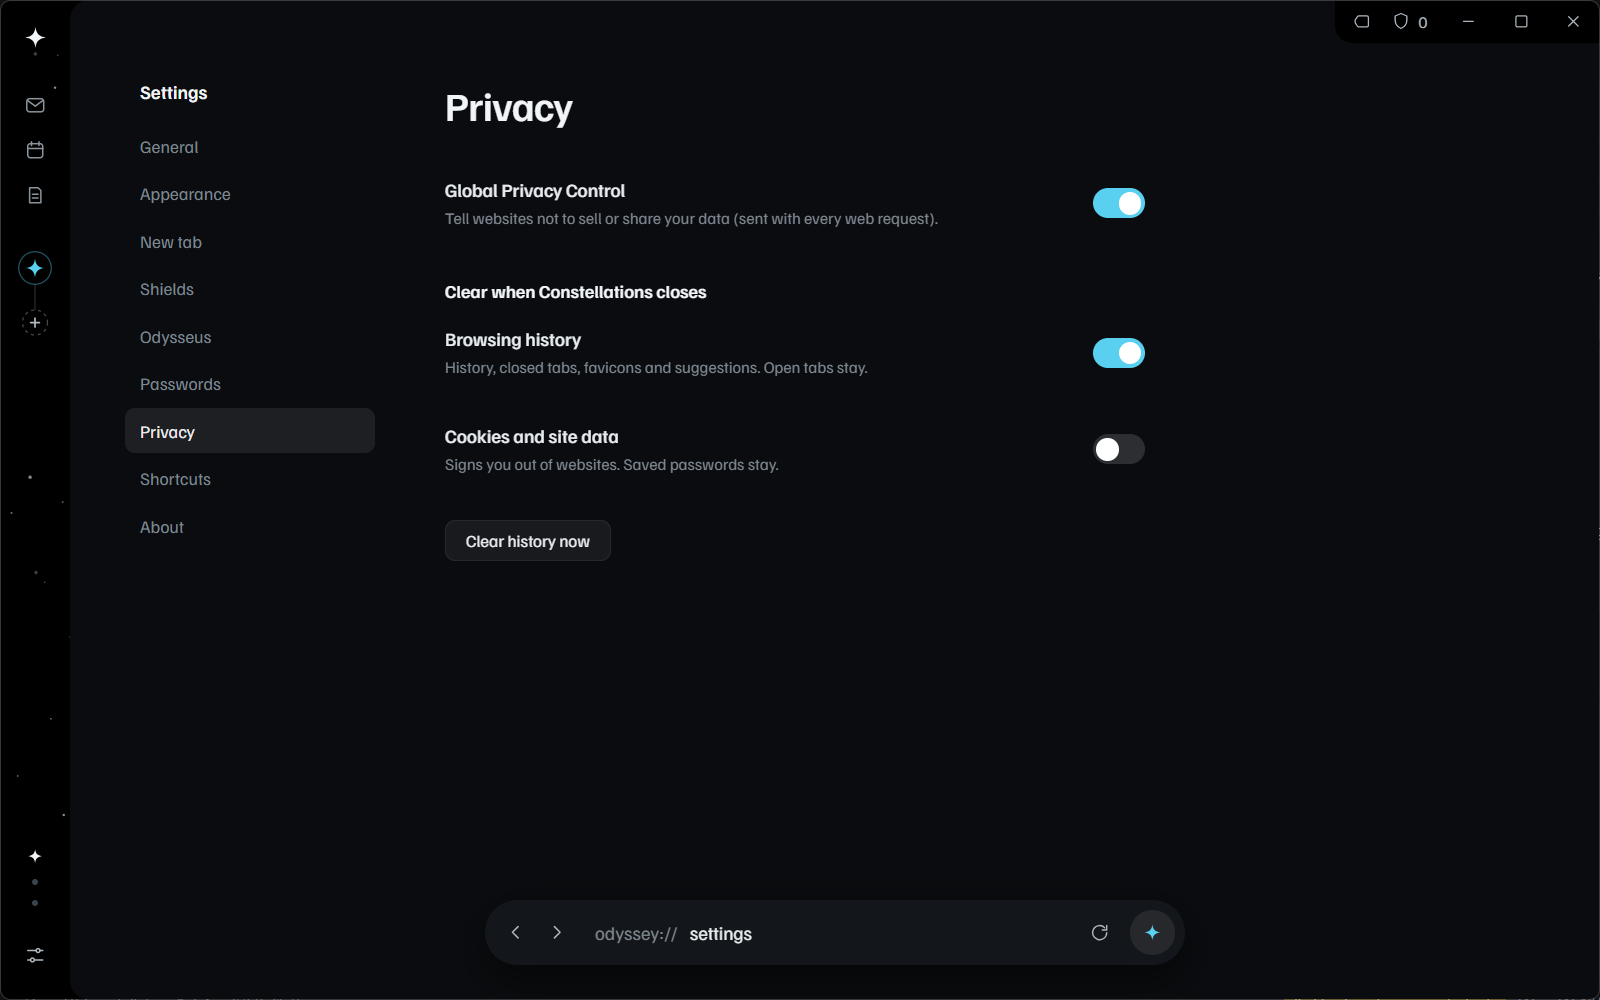 0
Settings
General
Appearance
New tab
Shields
Odysseus
Passwords
Privacy
Shortcuts
About
Privacy
Global Privacy Control
Tell websites not to sell or share your data (sent with every web request).
Clear when Constellations closes
Browsing history
History, closed tabs, favicons and suggestions. Open tabs stay.
Cookies and site data
Signs you out of websites. Saved passwords stay.
Clear history now
odyssey:// settings